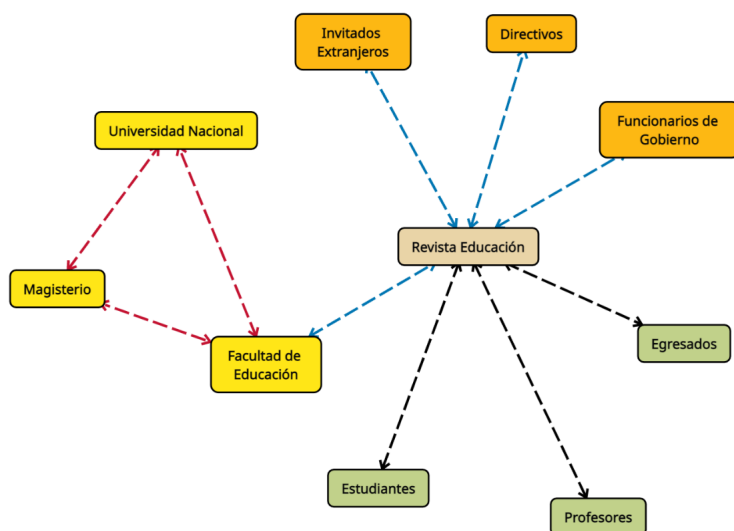 Invitados
Extranjeros
Directivos
Funcionarios de
Gobierno
Universidad Nacional
Revista Educación
Magisterio
Facultad de
Educación
Egresados
Estudiantes
Profesores